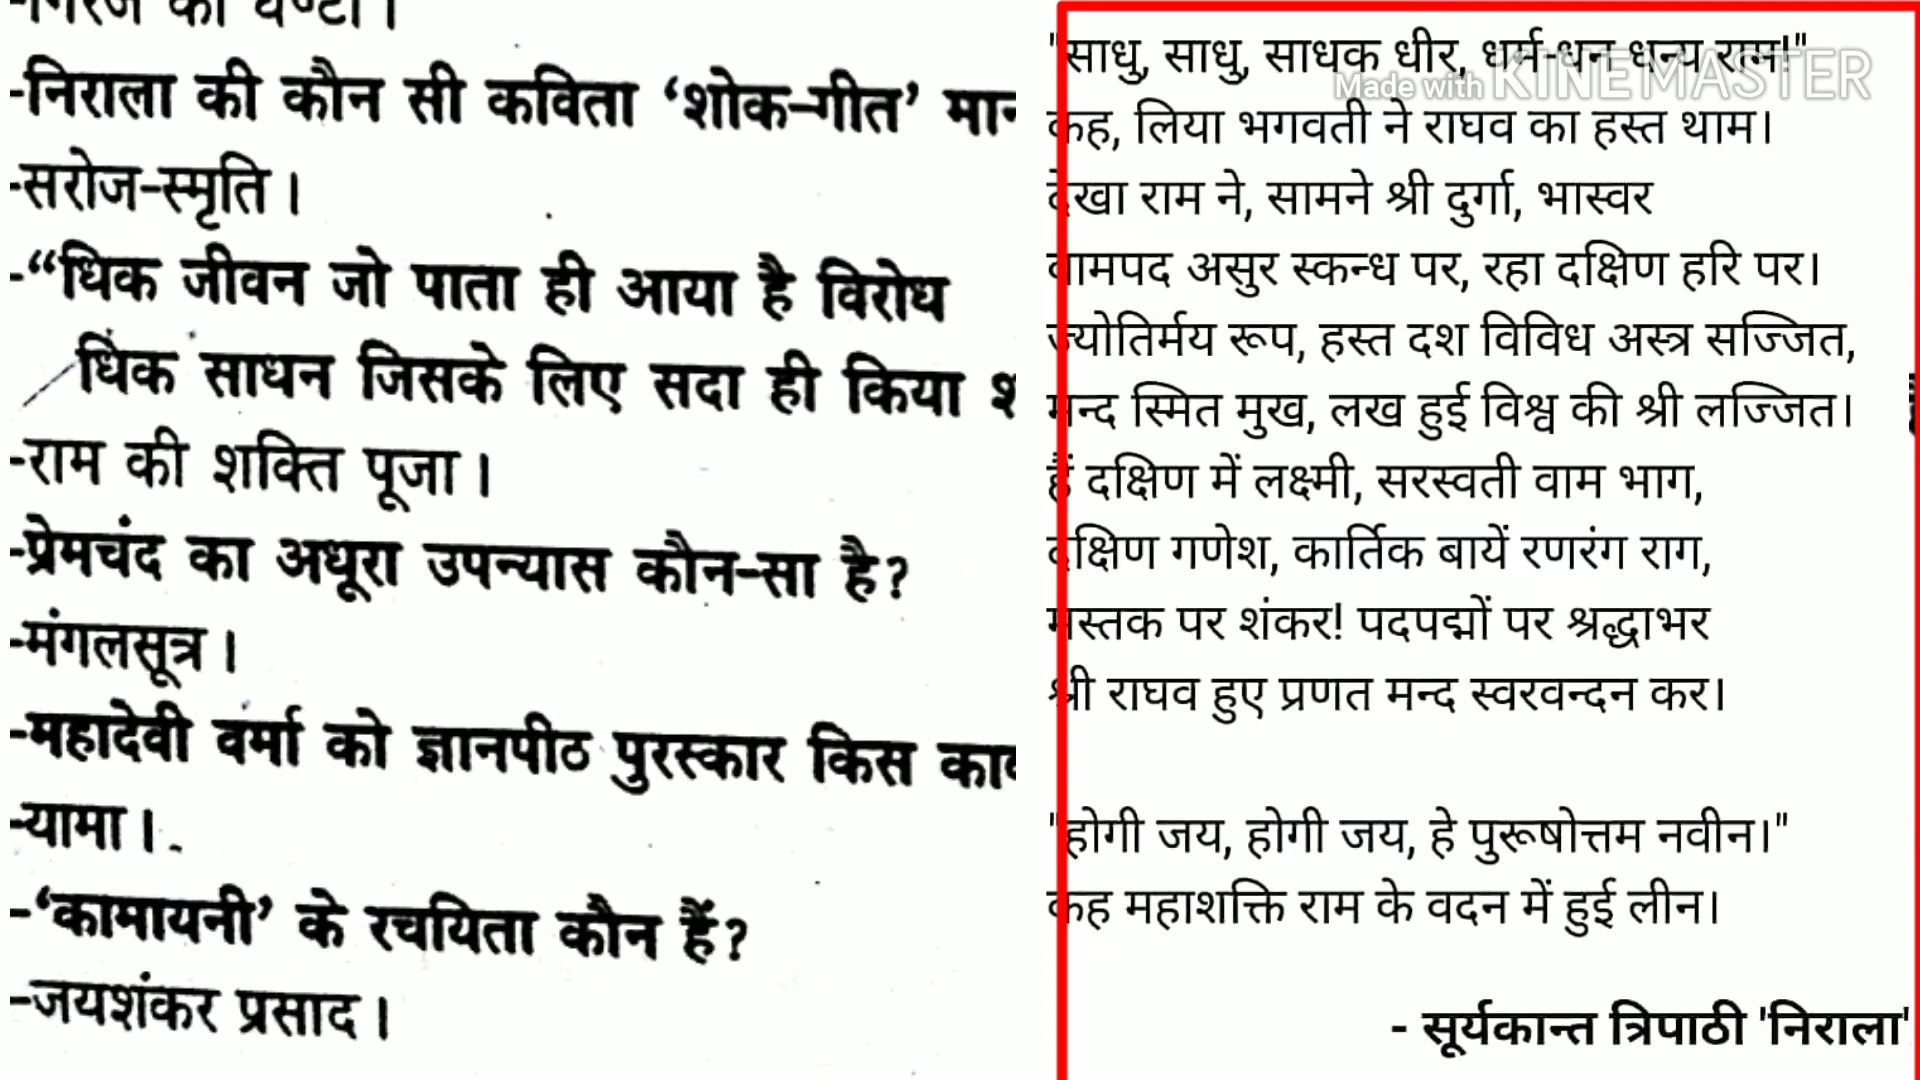 की घण्टी।
-निराला की कौन सी कविता ‘शोक-गीत’
-सरोज-स्मृति।
-“धिक जीवन जो पाता ही आया है विरोध
धिक साधन जिसके लिए सदा ही किया
-राम की शक्ति पूजा।
-प्रेमचंद का अधूरा उपन्यास कौन-सा है?
-मंगलसूत्र।
-महादेवी वर्मा को ज्ञानपीठ पुरस्कार किस
-यामा।
-‘कामायनी’ के रचयिता कौन हैं?
-जयशंकर प्रसाद।
"साधु, साधु, साधक धीर, धर्म-धन धन्य राम!"
Made with KINEMASTER
कह, लिया भगवती ने राघव का हस्त थाम।
देखा राम ने, सामने श्री दुर्गा, भास्वर
वामपद असुर स्कन्ध पर, रहा दक्षिण हरि पर।
ज्योतिर्मय रूप, हस्त दश विविध अस्त्र सज्जित,
मन्द स्मित मुख, लख हुई विश्व की श्री लज्जित।
हैं दक्षिण में लक्ष्मी, सरस्वती वाम भाग,
दक्षिण गणेश, कार्तिक बायें रणरंग राग,
मस्तक पर शंकर! पदपद्मों पर श्रद्धाभर
श्री राघव हुए प्रणत मन्द स्वरवन्दन कर।
"होगी जय, होगी जय, हे पुरूषोत्तम नवीन।"
कह महाशक्ति राम के वदन में हुई लीन।
- सूर्यकान्त त्रिपाठी 'निराला'